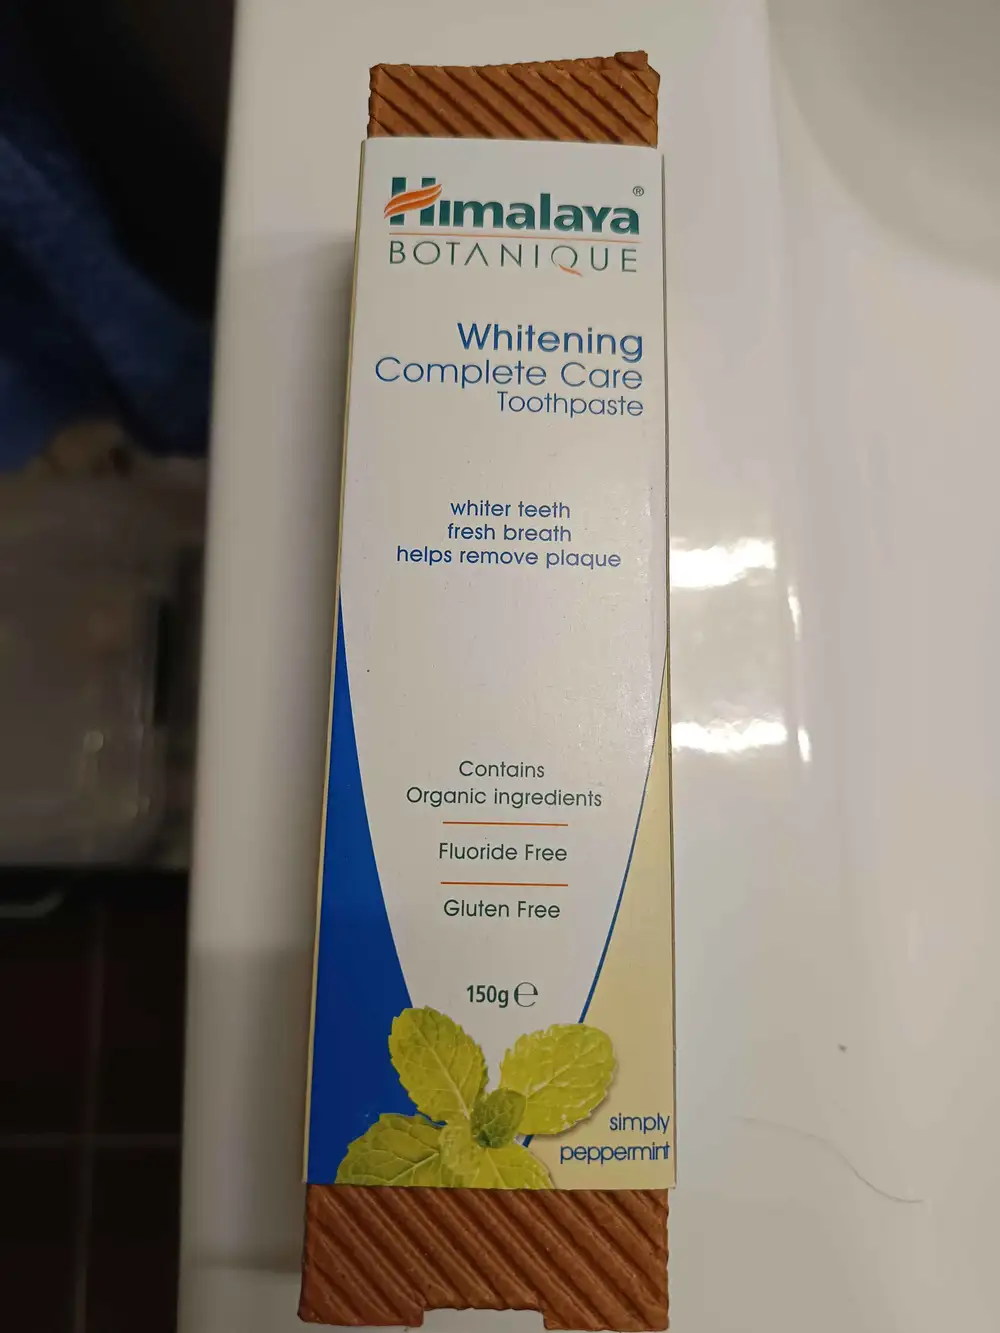 Himalaya®
BOTANIQUE
Whitening
Complete Care
Toothpaste
whiter teeth
fresh breath
helps remove plaque
Contains
Organic ingredients
Fluoride Free
Gluten Free
150g ℮
simply
peppermint